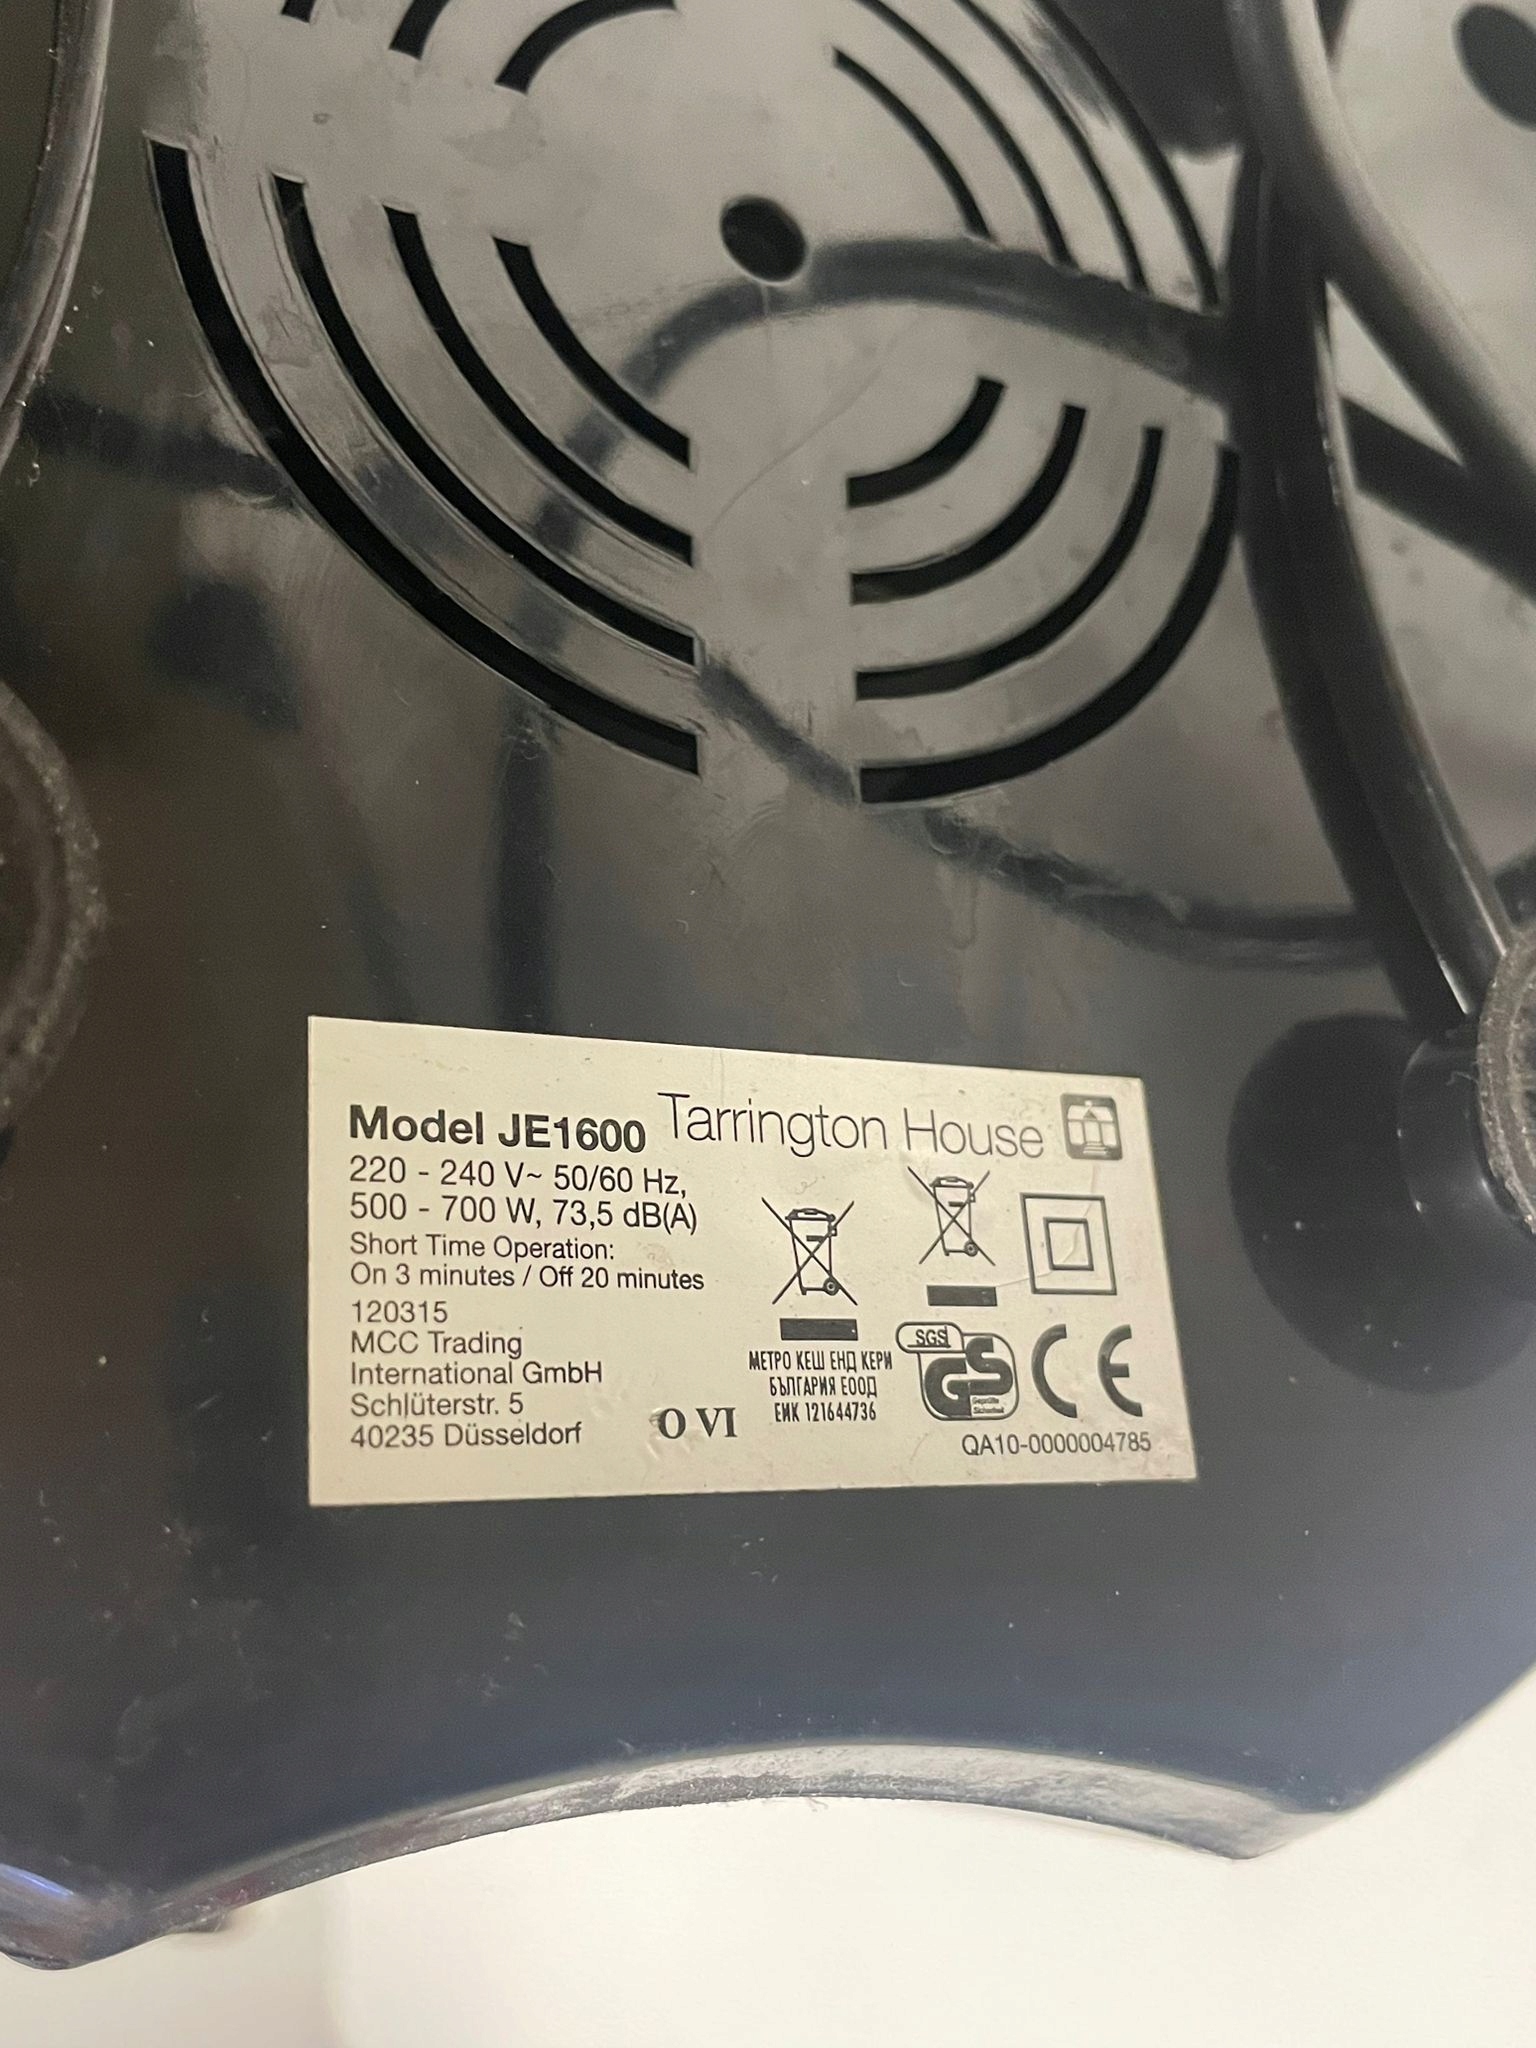 Model JE1600 Tarrington House
220 - 240 V~ 50/60 Hz,
500 - 700 W, 73,5 dB(A)
Short Time Operation:
On 3 minutes / Off 20 minutes
120315
MCC Trading
International GmbH
Schlüterstr. 5
40235 Düsseldorf
O VI
МЕТРО КЕШ ЕНД КЕРИ
БЪЛГАРИЯ ЕООД
ЕИК 121644736
SGS
GS
Geprüfte
Sicherheit
CE
QA10-0000004785